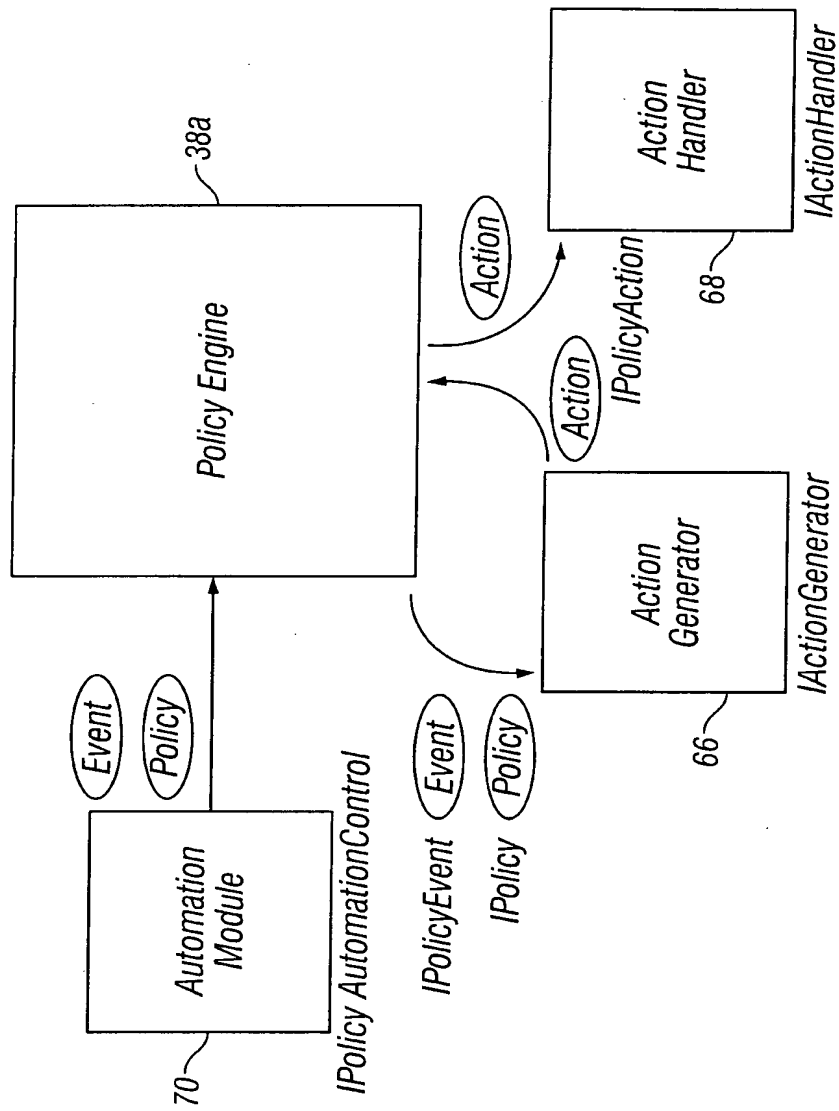 Event
Policy
Automation
Module
70
IPolicy AutomationControl
Policy Engine
38a
IPolicyEvent
Event
IPolicy
Policy
Action
Generator
66
IActionGenerator
Action
Action
IPolicyAction
Action
Handler
68
IActionHandler